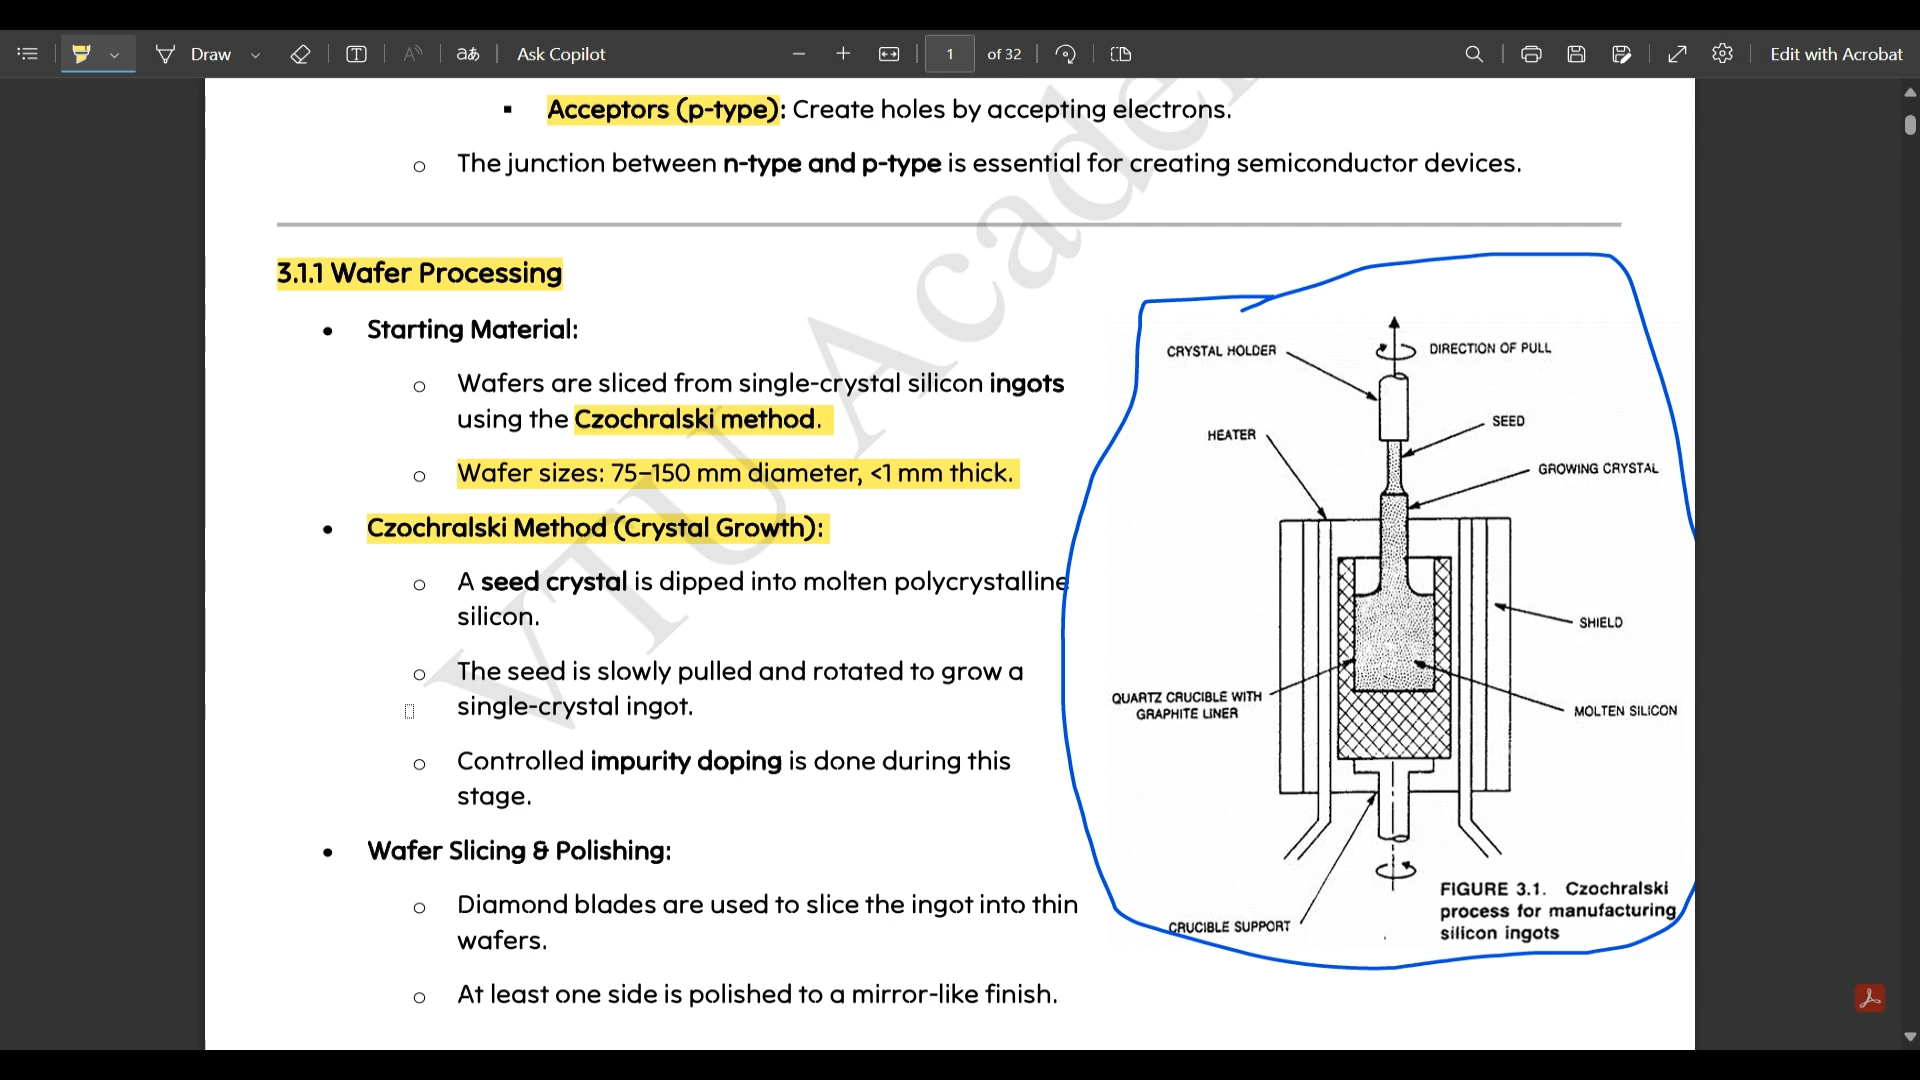 Draw
aあ
Ask Copilot
1
of 32
Edit with Acrobat
▪ Acceptors (p-type): Create holes by accepting electrons.
o The junction between n-type and p-type is essential for creating semiconductor devices.
3.1.1 Wafer Processing
• Starting Material:
o Wafers are sliced from single-crystal silicon ingots
using the Czochralski method.
o Wafer sizes: 75–150 mm diameter, <1 mm thick.
• Czochralski Method (Crystal Growth):
o A seed crystal is dipped into molten polycrystalline
silicon.
o The seed is slowly pulled and rotated to grow a
single-crystal ingot.
o Controlled impurity doping is done during this
stage.
• Wafer Slicing & Polishing:
o Diamond blades are used to slice the ingot into thin
wafers.
o At least one side is polished to a mirror-like finish.
CRYSTAL HOLDER
DIRECTION OF PULL
SEED
HEATER
GROWING CRYSTAL
SHIELD
QUARTZ CRUCIBLE WITH
GRAPHITE LINER
MOLTEN SILICON
CRUCIBLE SUPPORT
FIGURE 3.1. Czochralski
process for manufacturing
silicon ingots
VTU Acade